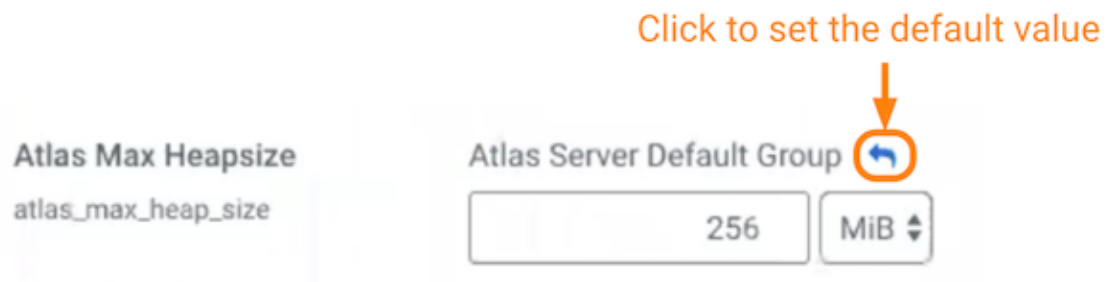 Click to set the default value
Atlas Max Heapsize
atlas_max_heap_size
Atlas Server Default Group
256
MiB